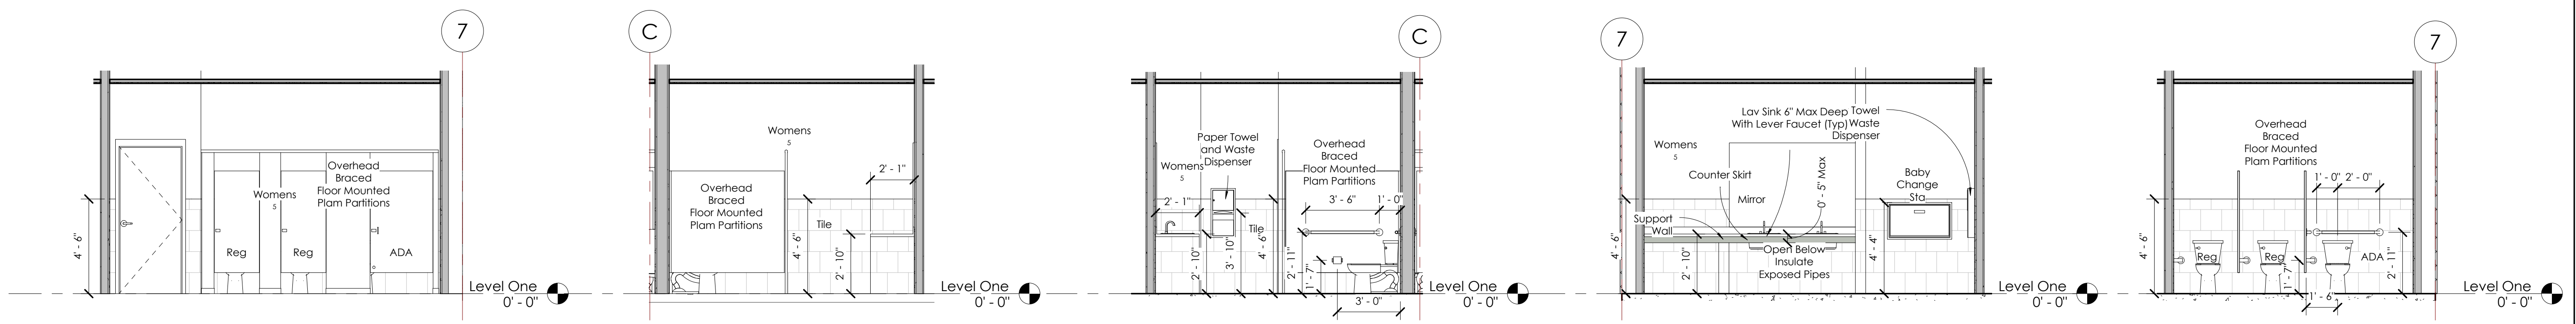 7
Overhead
Braced
Floor Mounted
Plam Partitions
Womens
5
4' - 6"
Reg
Reg
ADA
Level One
0' - 0"
C
Womens
5
2' - 1"
Overhead
Braced
Floor Mounted
Plam Partitions
Tile
4' - 6"
2' - 10"
Level One
0' - 0"
C
Paper Towel
and Waste
Dispenser
Womens
5
Overhead
Braced
Floor Mounted
Plam Partitions
2' - 1"
3' - 6"
1' - 0"
Tile
2' - 10"
3' - 10"
4' - 6"
2' - 11"
1' - 7"
3' - 0"
Level One
0' - 0"
7
Lav Sink 6" Max Deep
With Lever Faucet (Typ)
Towel
Waste
Dispenser
Womens
5
Counter Skirt
0' - 5" Max
Baby
Change
Sta
Mirror
Support
Wall
4' - 6"
2' - 10"
Open Below
Insulate
Exposed Pipes
4' - 4"
Level One
0' - 0"
7
Overhead
Braced
Floor Mounted
Plam Partitions
1' - 0"
2' - 0"
4' - 6"
Reg
Reg
ADA
1' - 7"
2' - 11"
1' - 6"
Level One
0' - 0"